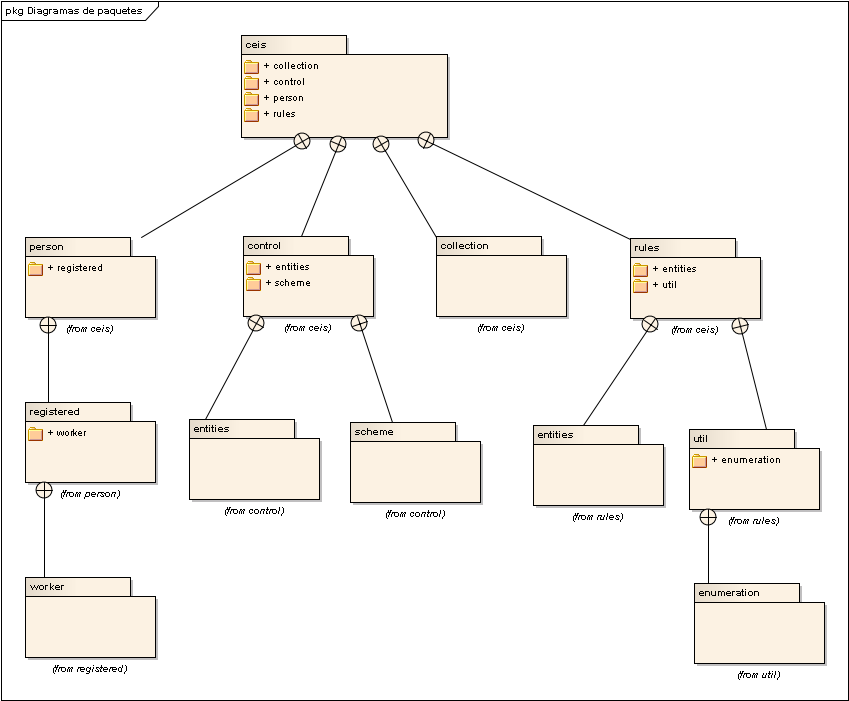 pkg Diagramas de paquetes
ceis
+ collection
+ control
+ person
+ rules
person
+ registered
(from ceis)
control
+ entities
+ scheme
(from ceis)
collection
(from ceis)
rules
+ entities
+ util
(from ceis)
registered
+ worker
(from person)
entities
(from control)
scheme
(from control)
entities
(from rules)
util
+ enumeration
(from rules)
worker
(from registered)
enumeration
(from util)